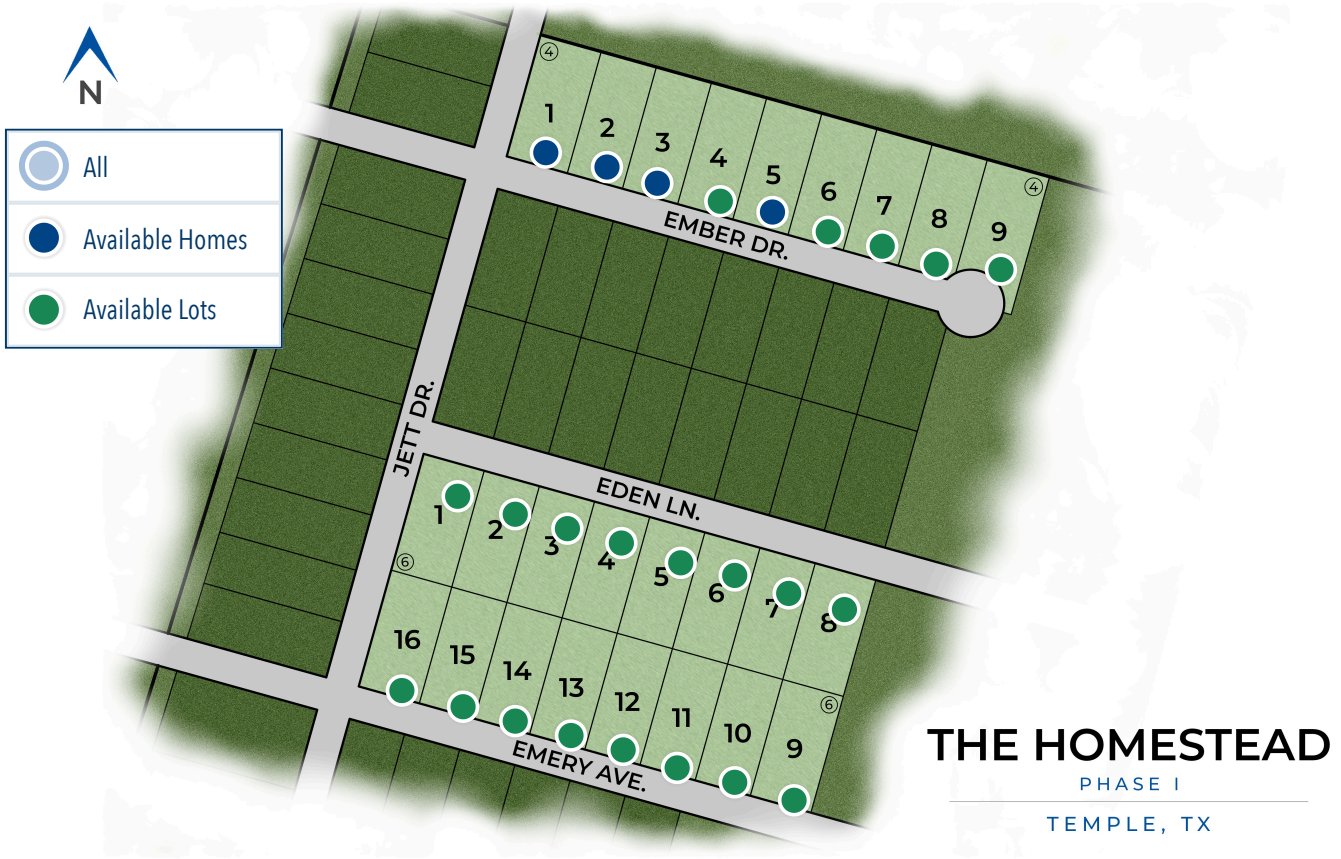 N
All
Available Homes
Available Lots
4
1
2
3
4
5
6
7
8
9
4
EMBER DR.
JETT DR.
EDEN LN.
1
2
3
4
5
6
7
8
6
16
15
14
13
12
11
10
9
6
EMERY AVE.
THE HOMESTEAD
PHASE I
TEMPLE, TX